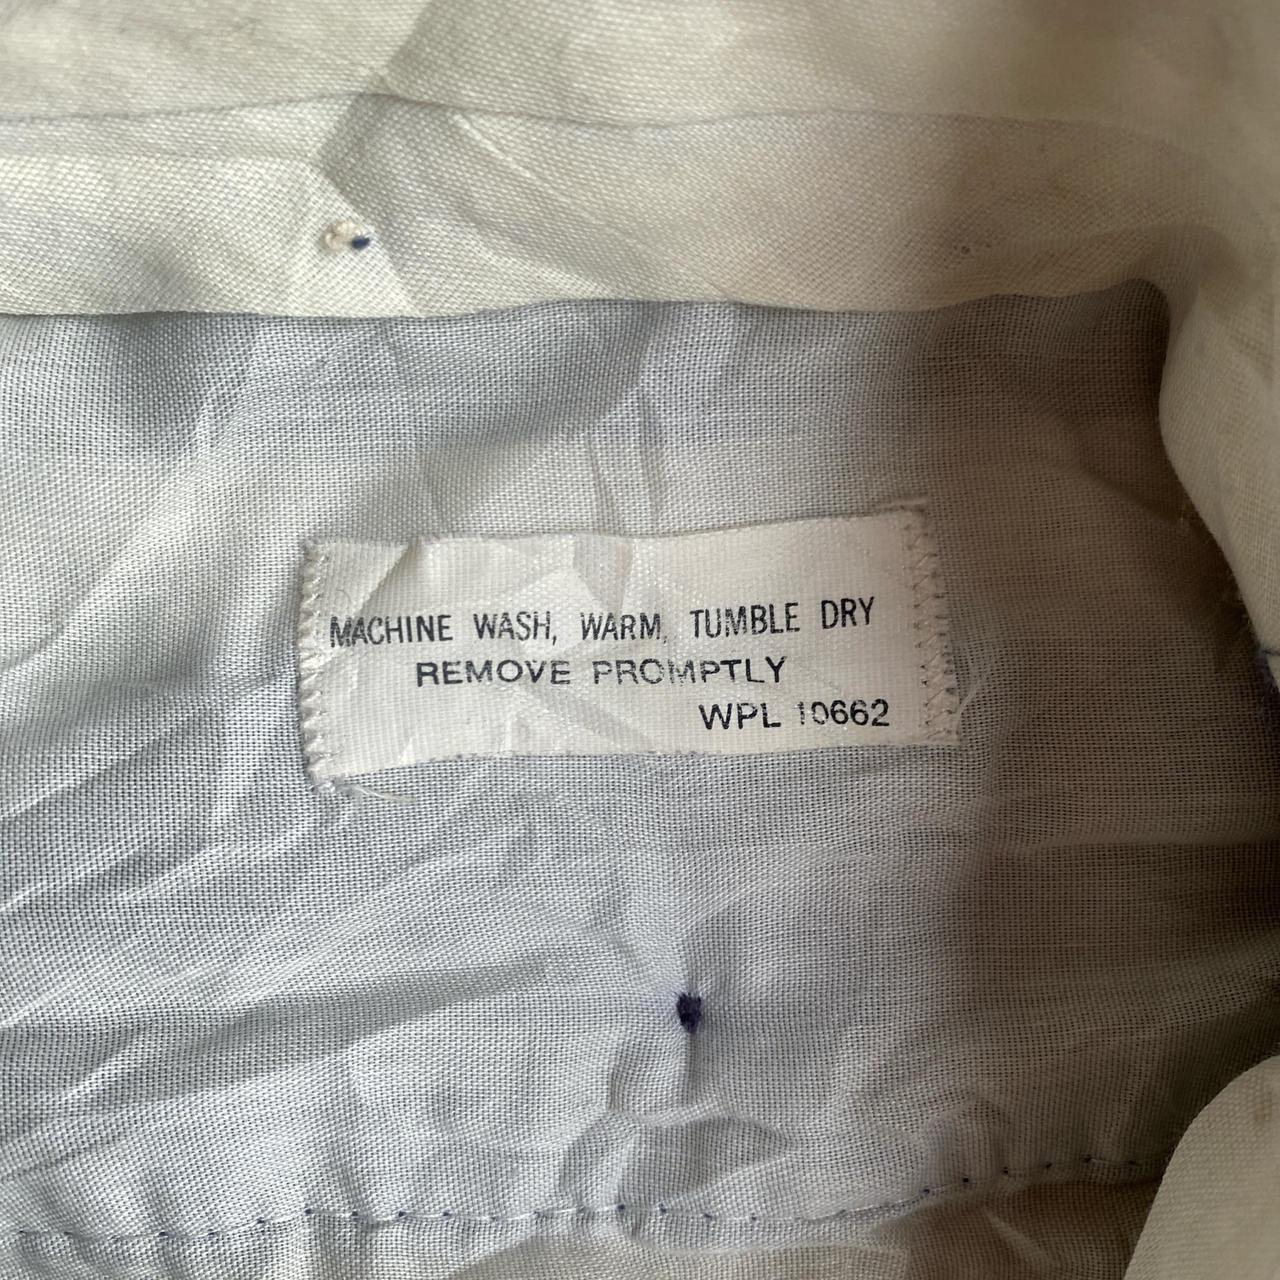 MACHINE WASH, WARM, TUMBLE DRY
REMOVE PROMPTLY
WPL 10662